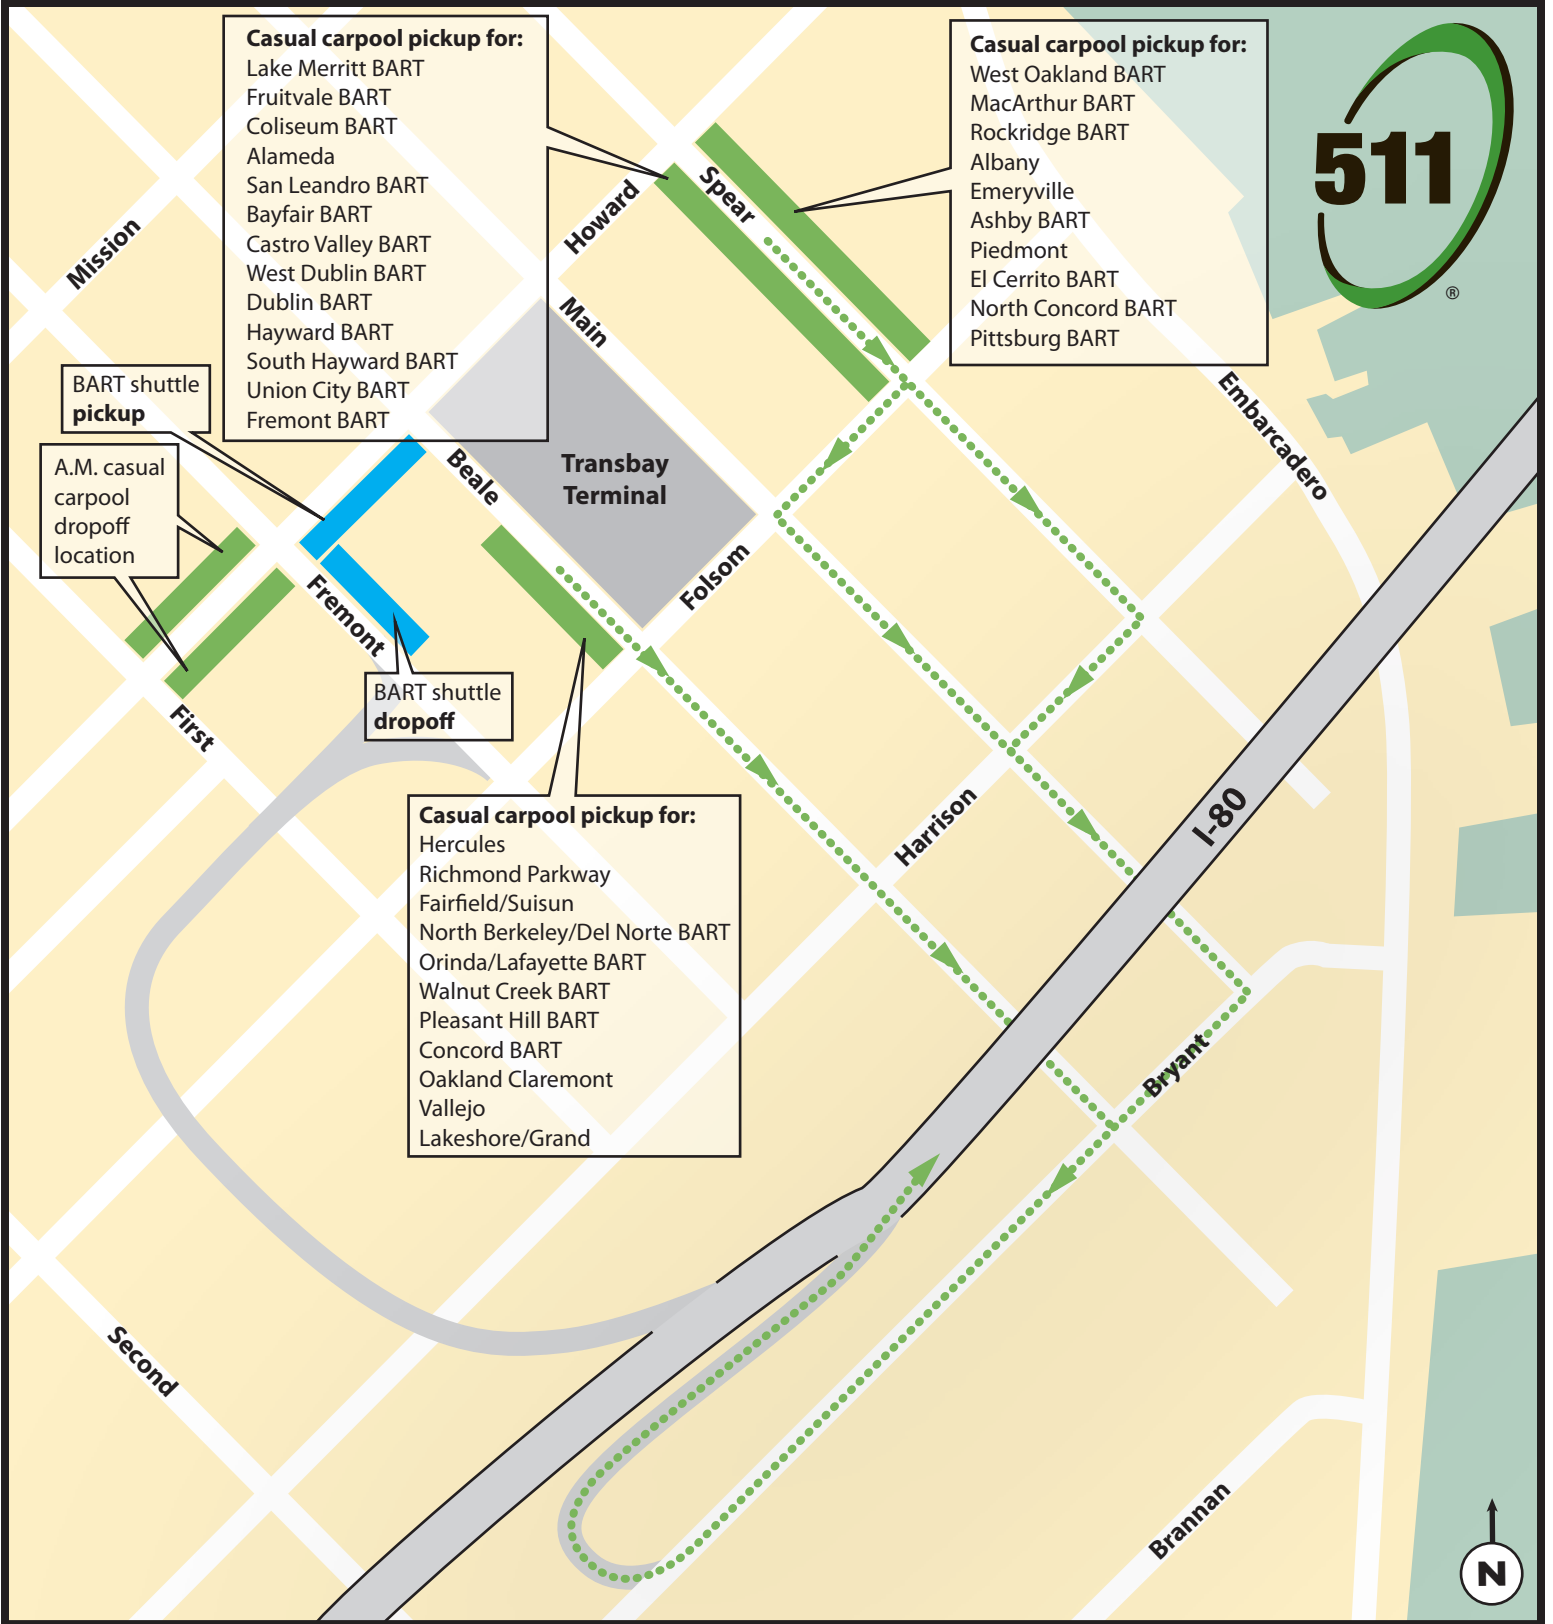 Casual carpool pickup for:
Lake Merritt BART
Fruitvale BART
Coliseum BART
Alameda
San Leandro BART
Bayfair BART
Castro Valley BART
West Dublin BART
Dublin BART
Hayward BART
South Hayward BART
Union City BART
Fremont BART
Casual carpool pickup for:
West Oakland BART
MacArthur BART
Rockridge BART
Albany
Emeryville
Ashby BART
Piedmont
El Cerrito BART
North Concord BART
Pittsburg BART
511
®
Mission
Howard
Spear
Main
Embarcadero
BART shuttle
pickup
A.M. casual
carpool
dropoff
location
Beale
Transbay
Terminal
Folsom
Fremont
First
BART shuttle
dropoff
Casual carpool pickup for:
Hercules
Richmond Parkway
Fairfield/Suisun
North Berkeley/Del Norte BART
Orinda/Lafayette BART
Walnut Creek BART
Pleasant Hill BART
Concord BART
Oakland Claremont
Vallejo
Lakeshore/Grand
Harrison
I-80
Bryant
Second
Brannan
N